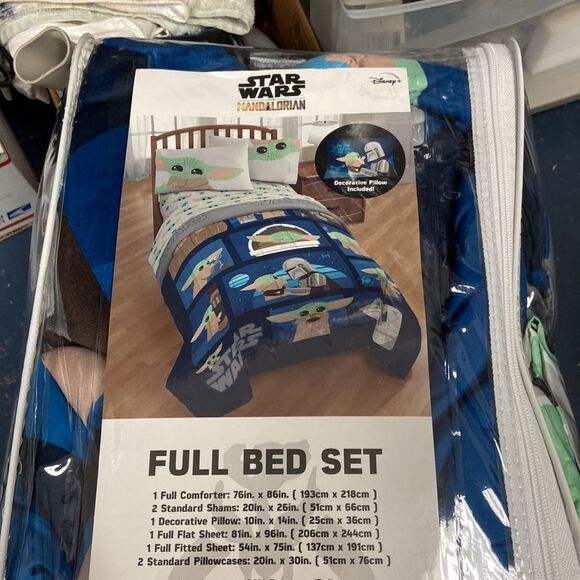 STAR
WARS
THE
MANDALORIAN
Disney+
Decorative Pillow
Included!
STAR
WARS
FULL BED SET
1 Full Comforter: 76in. x 86in. ( 193cm x 218cm )
2 Standard Shams: 20in. x 26in. ( 51cm x 66cm )
1 Decorative Pillow: 10in. x 14in. ( 25cm x 36cm )
1 Full Flat Sheet: 81in. x 96in. ( 206cm x 244cm )
1 Full Fitted Sheet: 54in. x 75in. ( 137cm x 191cm )
2 Standard Pillowcases: 20in. x 30in. ( 51cm x 76cm )